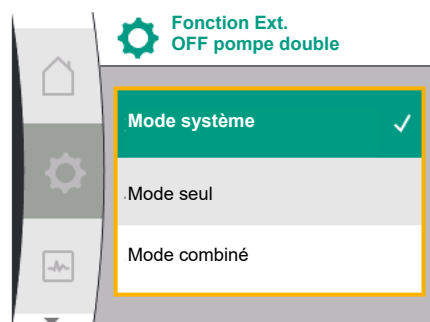 Fonction Ext.
OFF pompe double
Mode système
Mode seul
Mode combiné